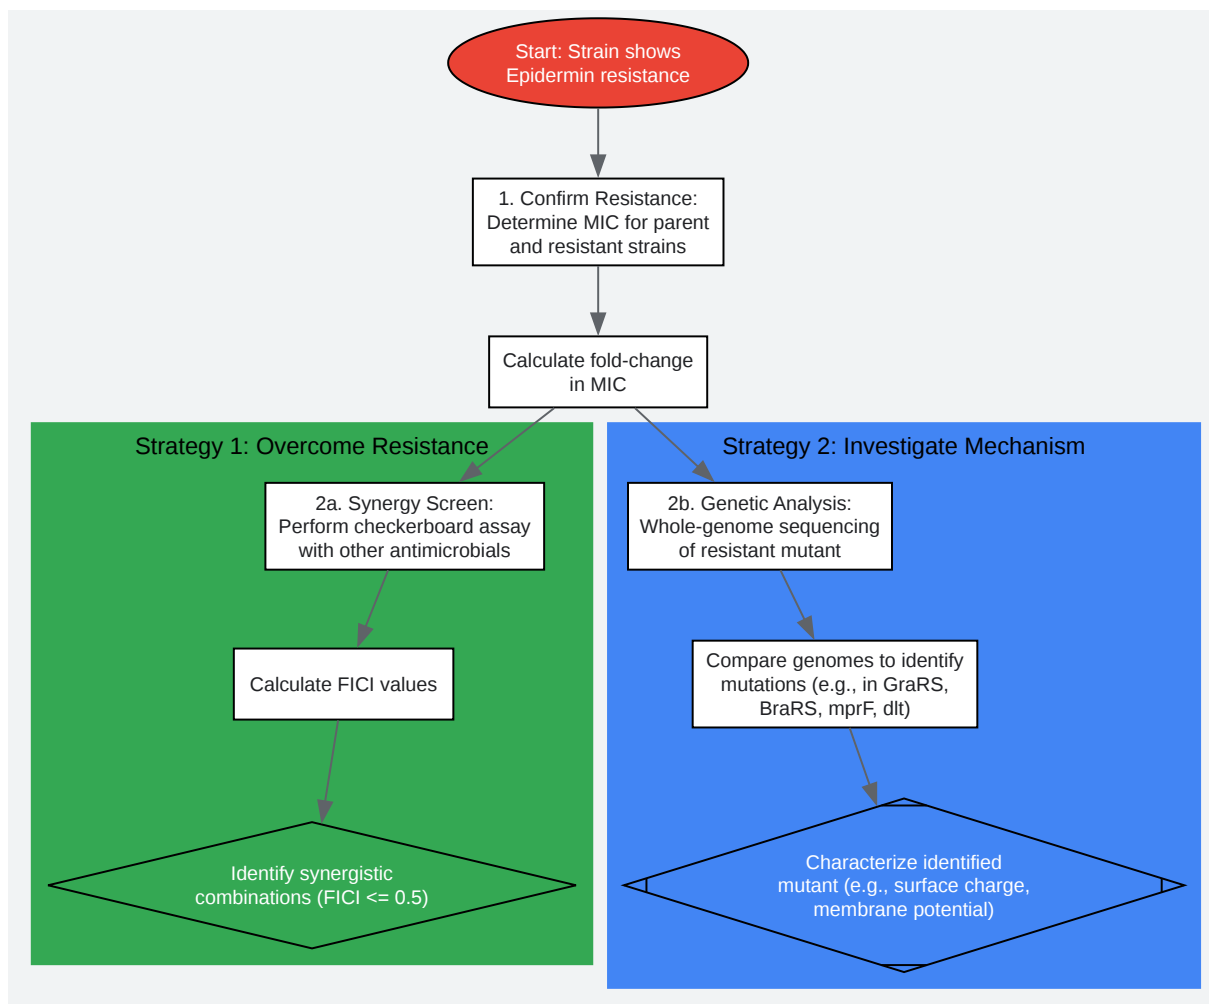 Start: Strain shows
Epidermin resistance
1. Confirm Resistance:
Determine MIC for parent
and resistant strains
Calculate fold-change
in MIC
Strategy 1: Overcome Resistance
2a. Synergy Screen:
Perform checkerboard assay
with other antimicrobials
Calculate FICI values
Identify synergistic
combinations (FICI <= 0.5)
Strategy 2: Investigate Mechanism
2b. Genetic Analysis:
Whole-genome sequencing
of resistant mutant
Compare genomes to identify
mutations (e.g., in GraRS,
BraRS, mprF, dlt)
Characterize identified
mutant (e.g., surface charge,
membrane potential)